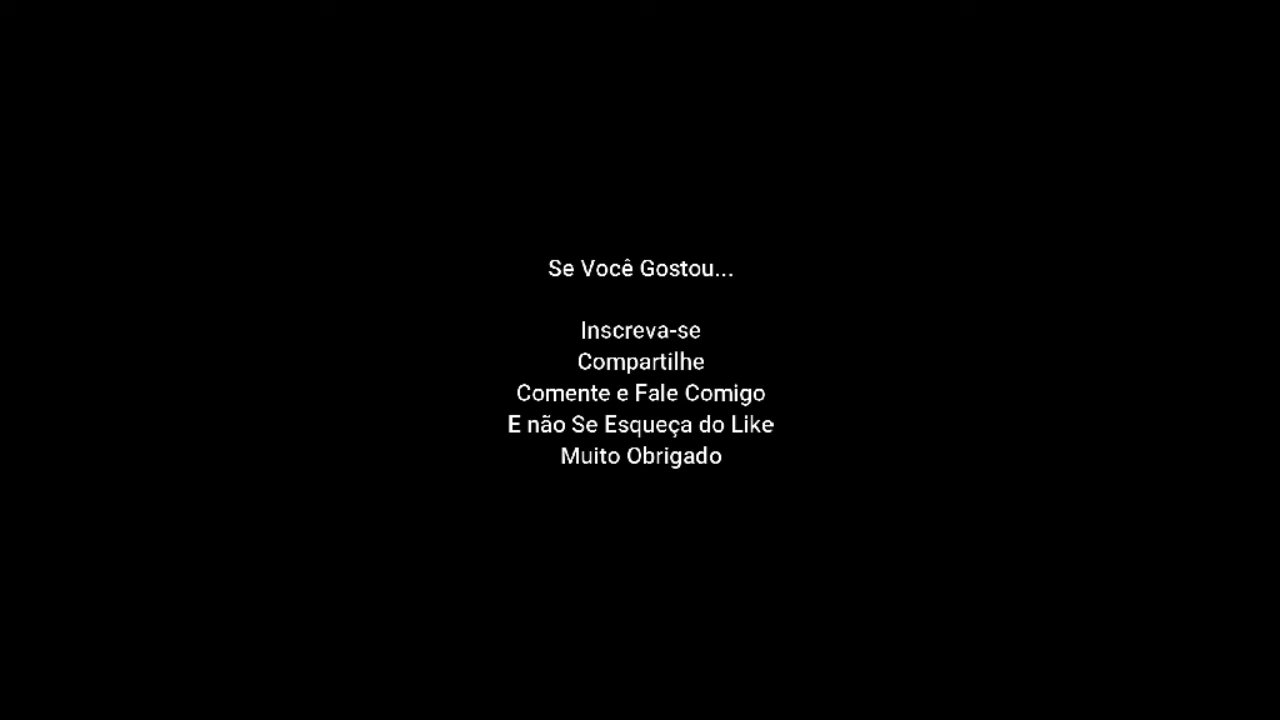 Se Você Gostou...
Inscreva-se
Compartilhe
Comente e Fale Comigo
E não Se Esqueça do Like
Muito Obrigado